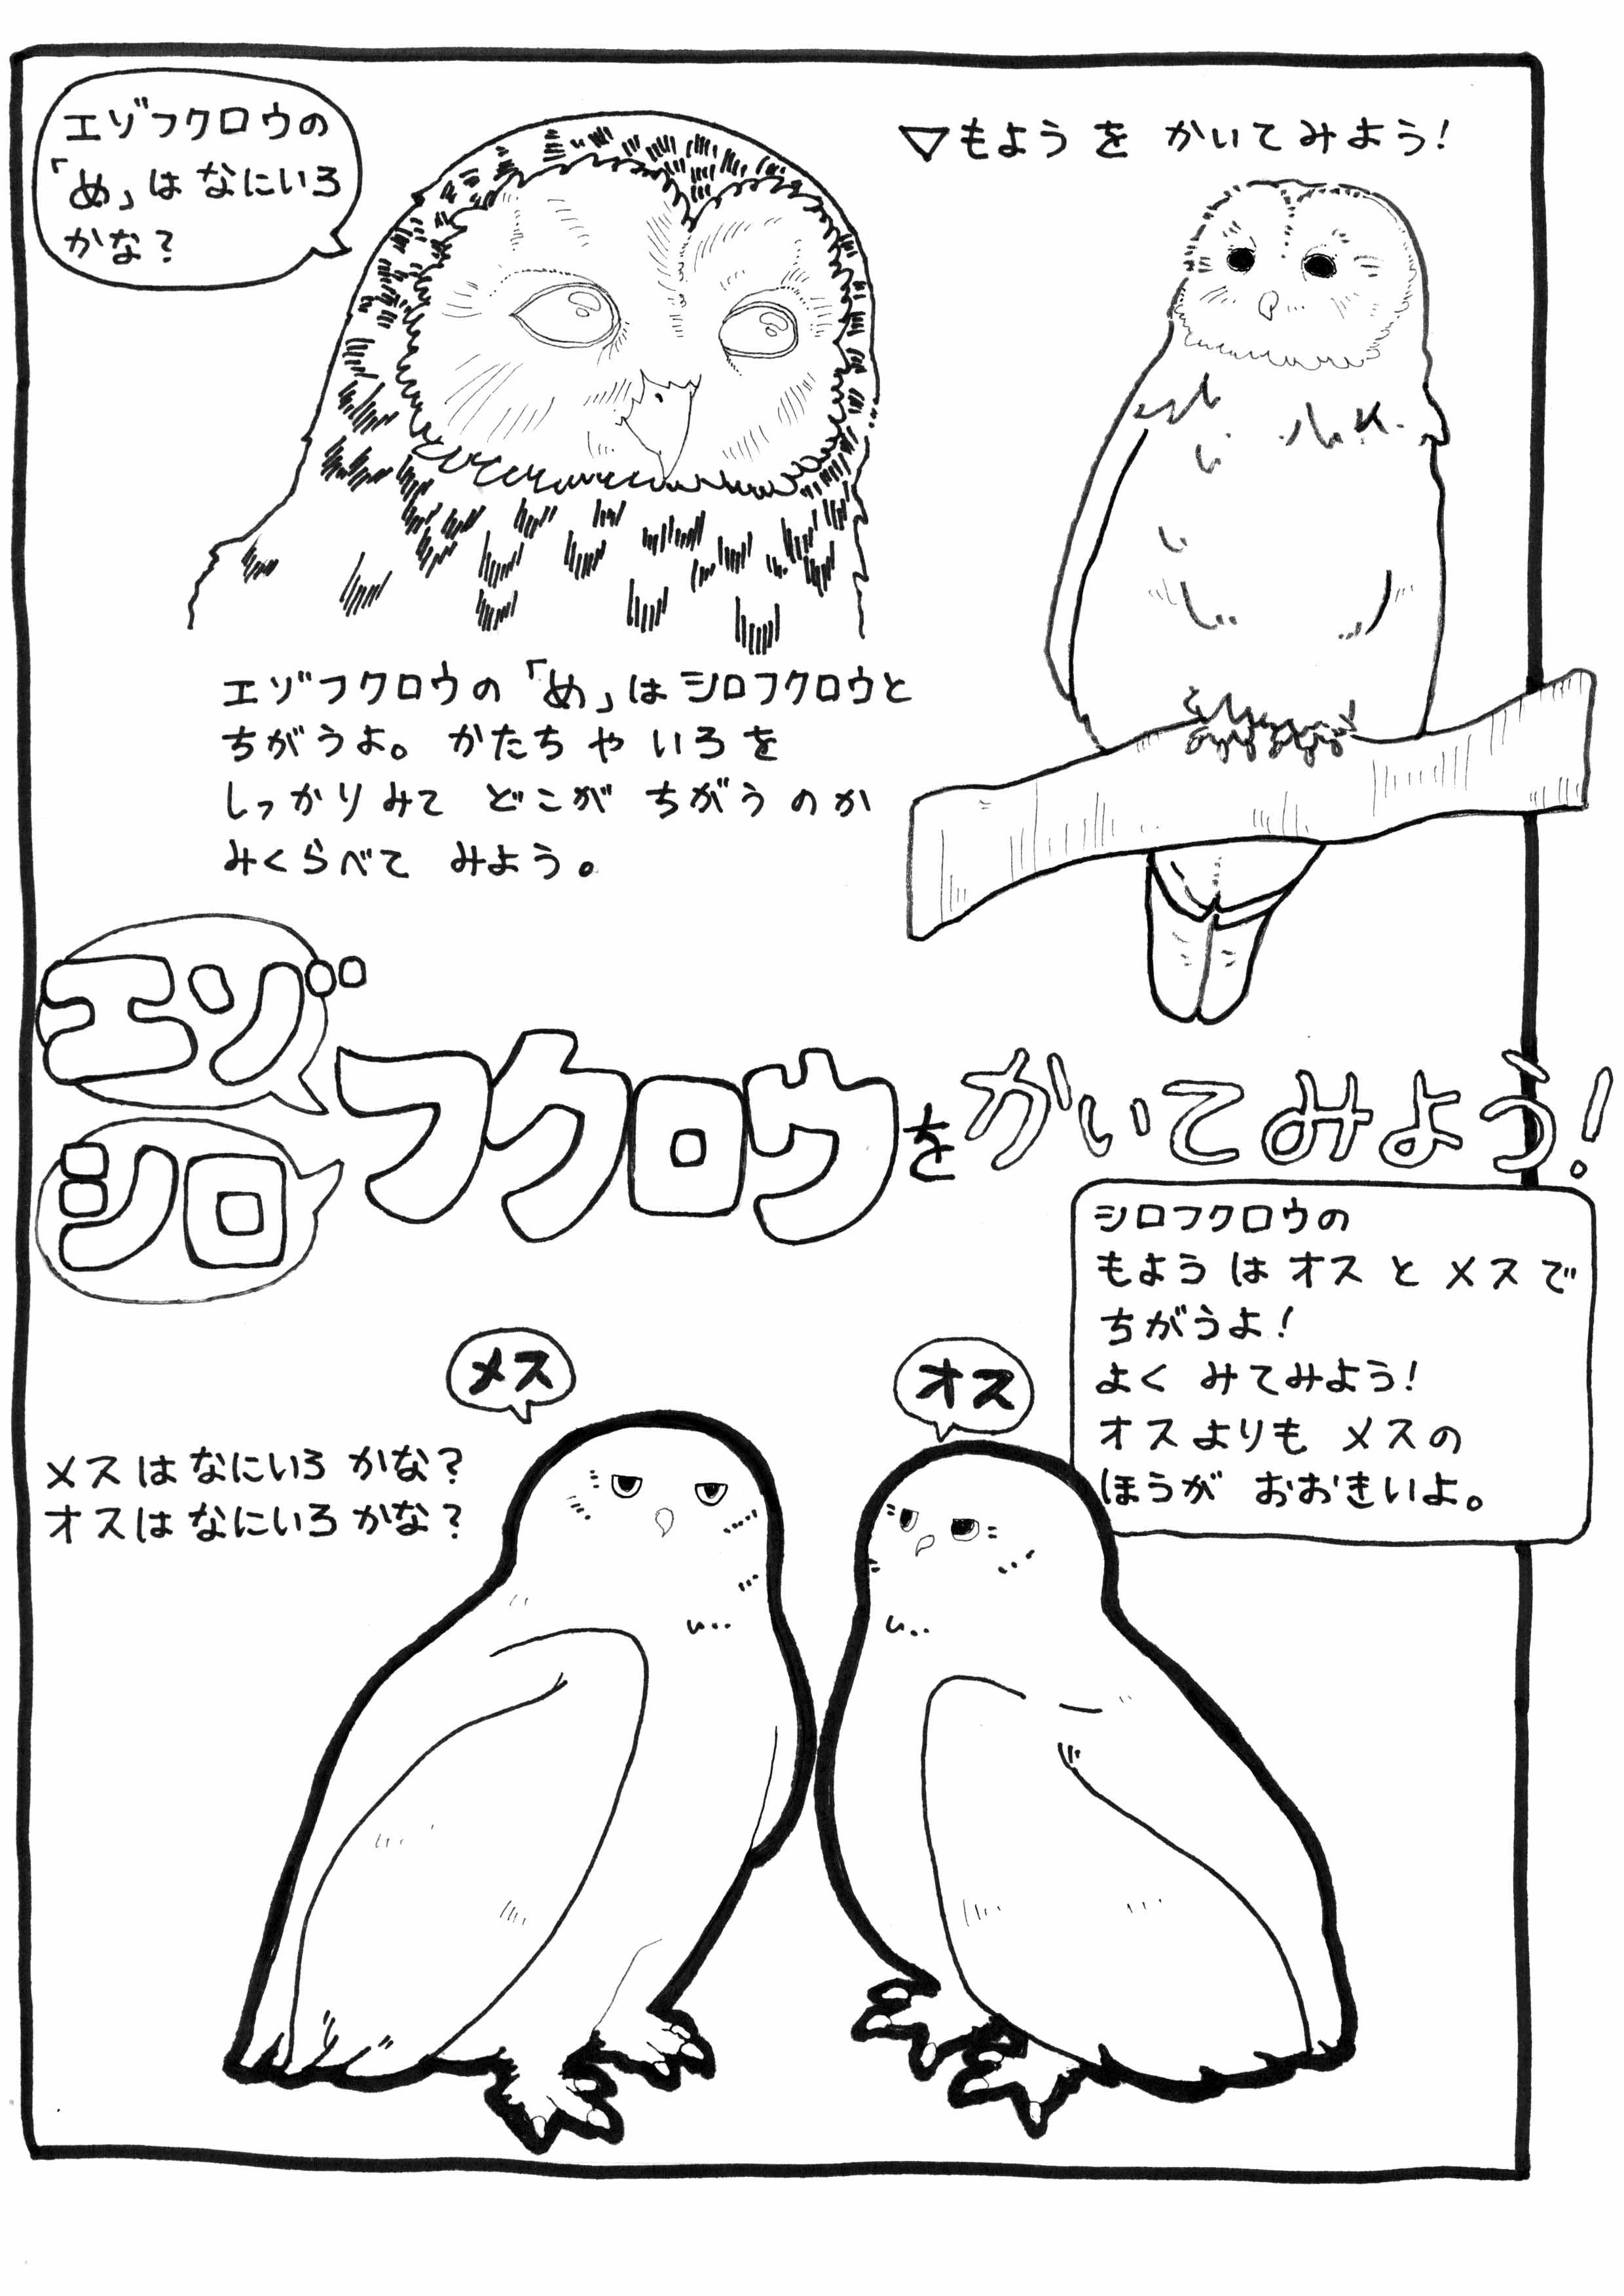 エゾフクロウの
「め」は なにいろ
かな？
▽もようを かいてみよう！
エゾフクロウの「め」は シロフクロウと
ちがうよ。 かたち や いろを
しっかりみて どこが ちがうのか
みくらべて みよう。
エゾ
シロ
フクロウをかいてみよう！
シロフクロウの
もよう は オス と メス で
ちがうよ！
よく みてみよう！
オスよりも メスの
ほうが おおきいよ。
メス
オス
メスは なにいろ かな？
オスは なにいろ かな？